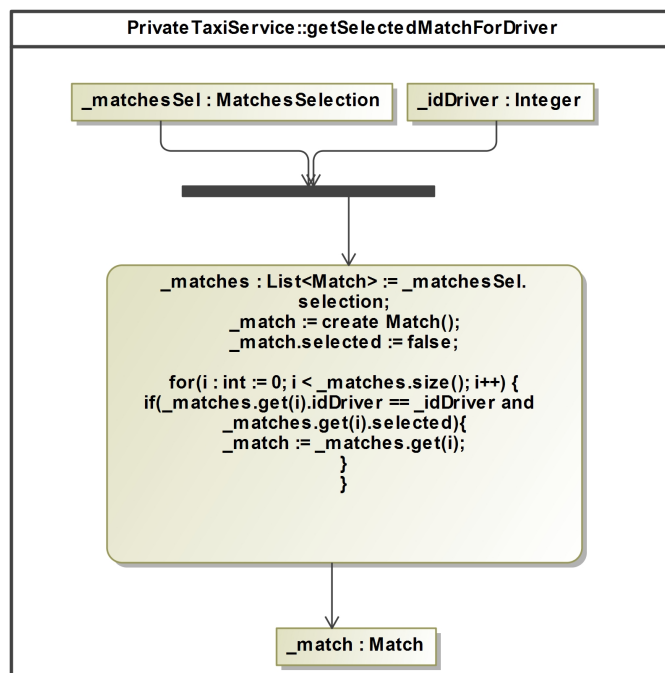 PrivateTaxiService::getSelectedMatchForDriver
_matchesSel : MatchesSelection
_idDriver : Integer
_matches : List<Match> := _matchesSel.
selection;
_match := create Match();
_match.selected := false;
for(i : int := 0; i < _matches.size(); i++) {
if(_matches.get(i).idDriver == _idDriver and
_matches.get(i).selected){
_match := _matches.get(i);
}
}
_match : Match